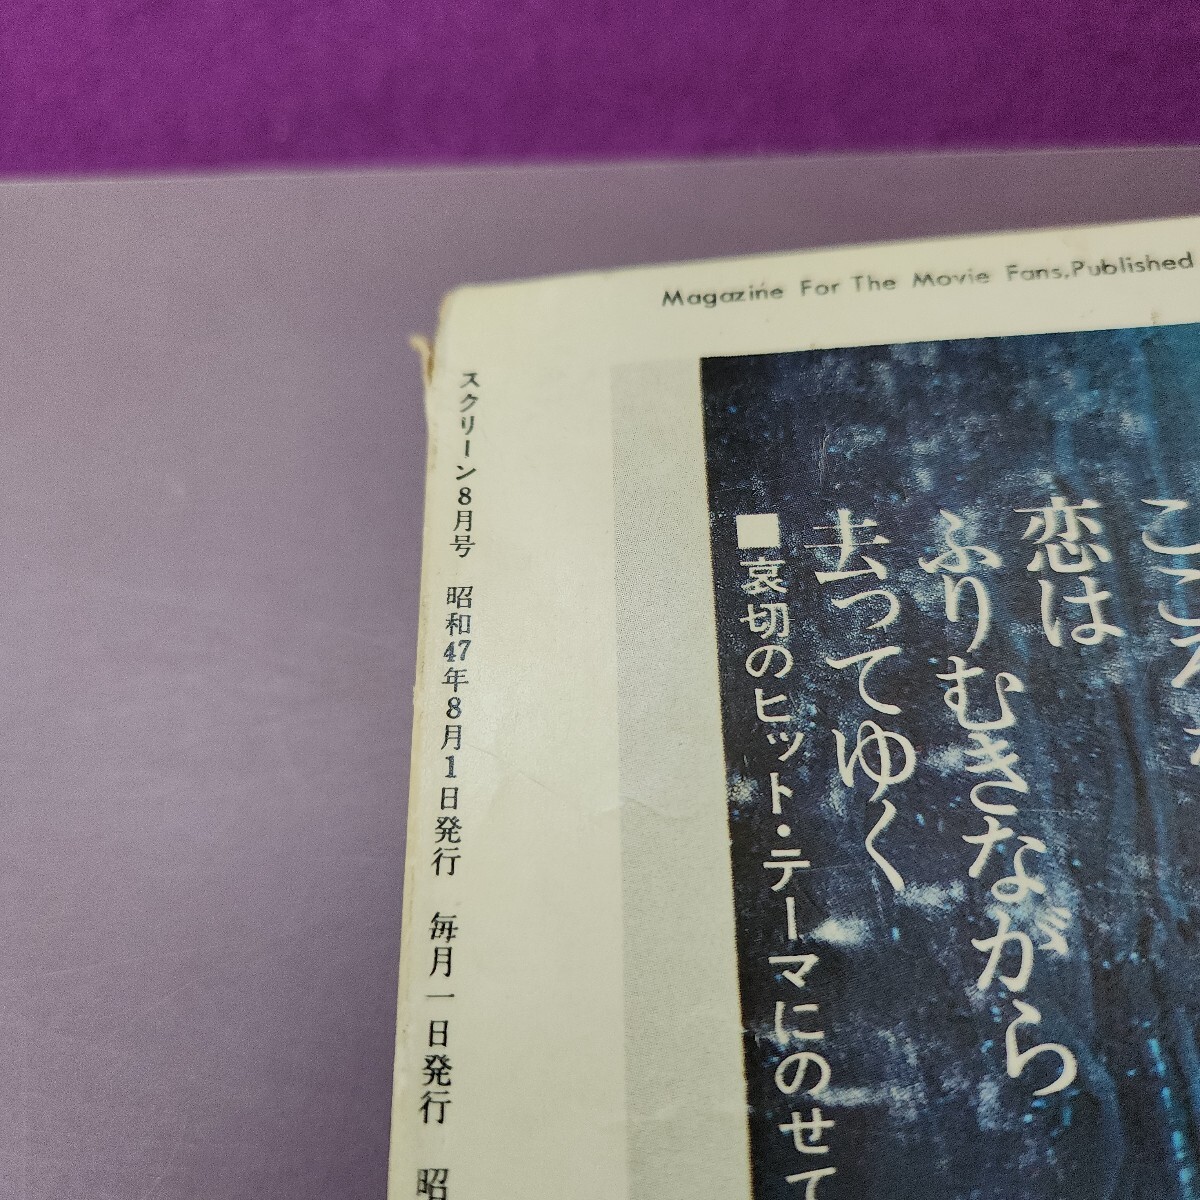 Magazine For The Movie Fans,Published
スクリーン8月号 昭和47年8月1日発行 毎月一日発行 昭
恋は
ふりむきながら
去ってゆく
■哀切のヒット・テーマにのせて